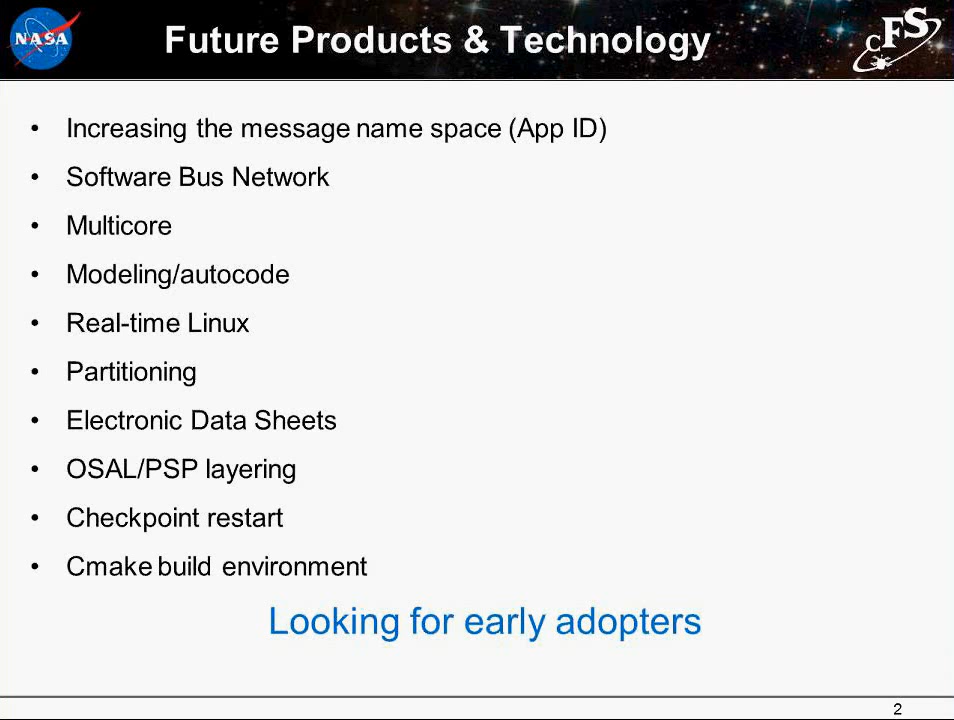 NASA
Future Products & Technology
cFS
• Increasing the message name space (App ID)
• Software Bus Network
• Multicore
• Modeling/autocode
• Real-time Linux
• Partitioning
• Electronic Data Sheets
• OSAL/PSP layering
• Checkpoint restart
• Cmake build environment
Looking for early adopters
2